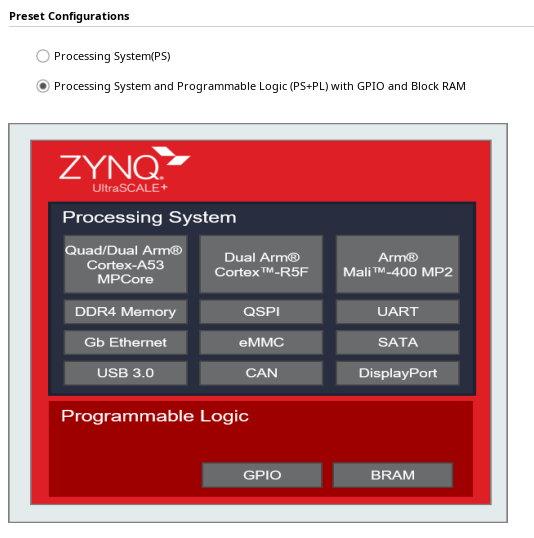 Preset Configurations
Processing System(PS)
Processing System and Programmable Logic (PS+PL) with GPIO and Block RAM
ZYNQ.
UltraSCALE+
Processing System
Quad/Dual Arm®
Cortex-A53
MPCore
Dual Arm®
Cortex™-R5F
Arm®
Mali™-400 MP2
DDR4 Memory
QSPI
UART
Gb Ethernet
eMMC
SATA
USB 3.0
CAN
DisplayPort
Programmable Logic
GPIO
BRAM